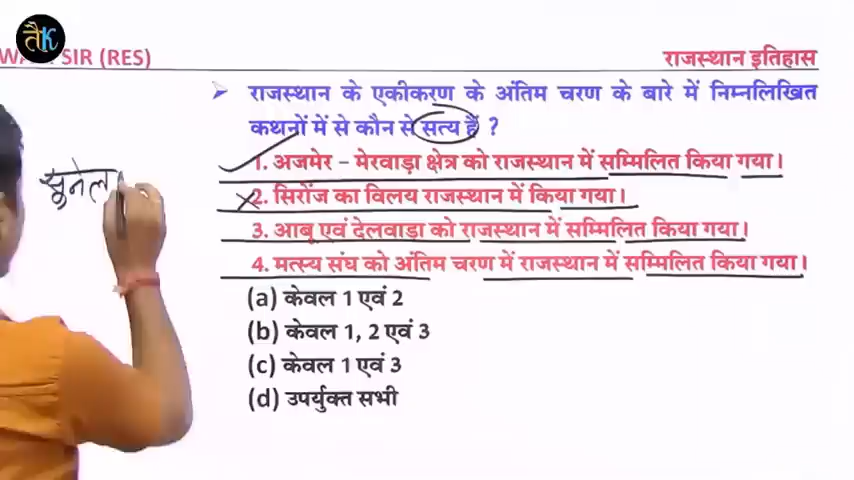 तैK
SIR (RES)
राजस्थान इतिहास
राजस्थान के एकीकरण के अंतिम चरण के बारे में निम्नलिखित
कथनों में से कौन से सत्य हैं ?
1. अजमेर – मेरवाड़ा क्षेत्र को राजस्थान में सम्मिलित किया गया।
2. सिरोंज का विलय राजस्थान में किया गया।
3. आबू एवं देलवाड़ा को राजस्थान में सम्मिलित किया गया।
4. मत्स्य संघ को अंतिम चरण में राजस्थान में सम्मिलित किया गया।
(a) केवल 1 एवं 2
(b) केवल 1, 2 एवं 3
(c) केवल 1 एवं 3
(d) उपर्युक्त सभी
सुनेल